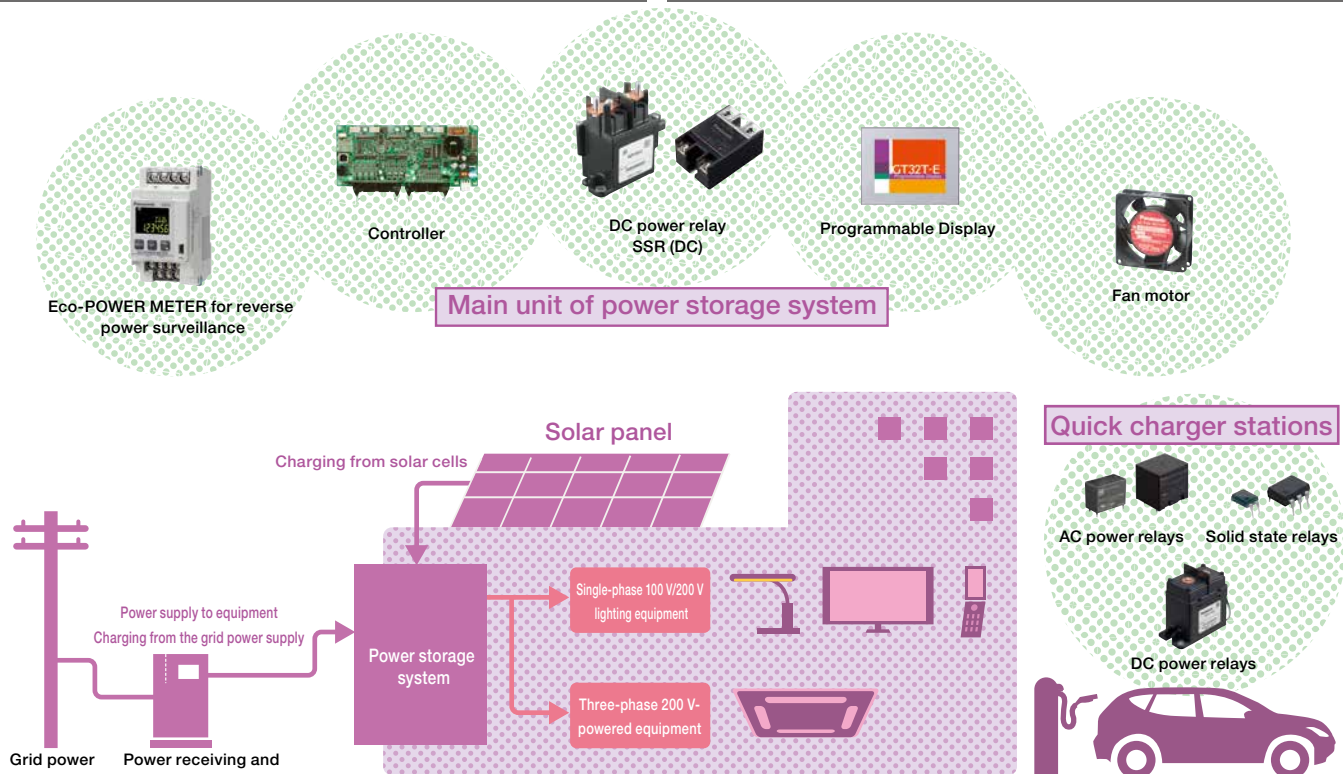 Eco-POWER METER for reverse
power surveillance
Controller
DC power relay
SSR (DC)
GT32T-E
Programmable Display
Programmable Display
Panasonic
Fan motor
Main unit of power storage system
Solar panel
Charging from solar cells
Power supply to equipment
Charging from the grid power supply
Power storage
system
Single-phase 100 V/200 V
lighting equipment
Three-phase 200 V-
powered equipment
Grid power
Power receiving and
Quick charger stations
AC power relays
Solid state relays
DC power relays